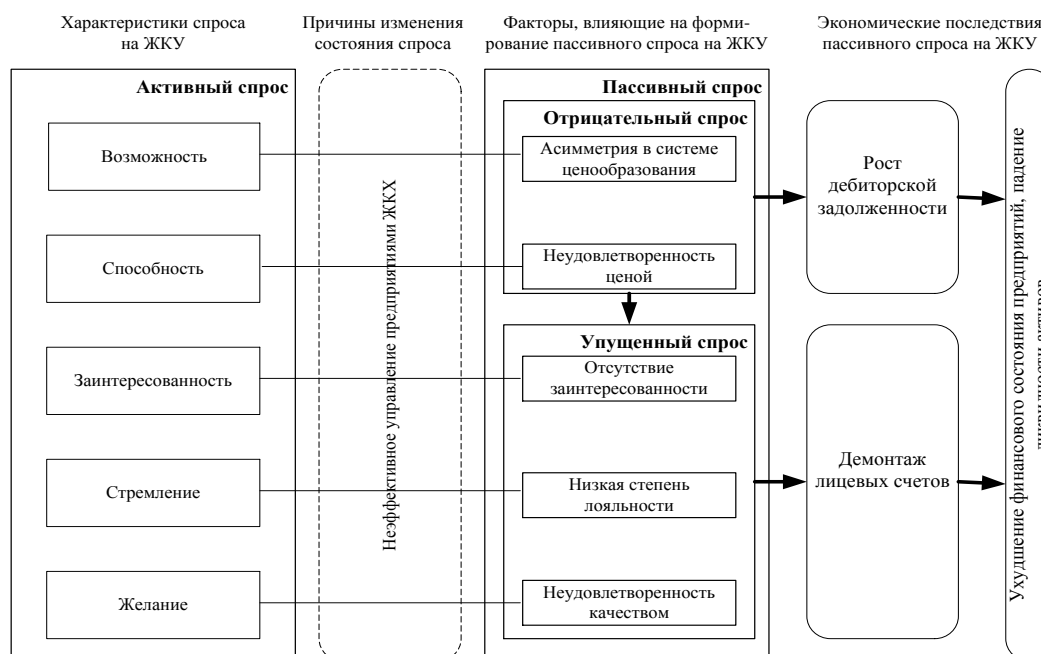 Характеристики спроса
на ЖКУ
Причины изменения
состояния спроса
Факторы, влияющие на форми-
рование пассивного спроса на ЖКУ
Экономические последствия
пассивного спроса на ЖКУ
Активный спрос
Возможность
Способность
Заинтересованность
Стремление
Желание
Неэффективное управление предприятиями ЖКХ
Пассивный спрос
Отрицательный спрос
Асимметрия в системе
ценообразования
Неудовлетворенность
ценой
Упущенный спрос
Отсутствие
заинтересованности
Низкая степень
лояльности
Неудовлетворенность
качеством
Рост
дебиторской
задолженности
Демонтаж
лицевых счетов
Ухудшение финансового состояния предприятий, падение
ликвидности активов